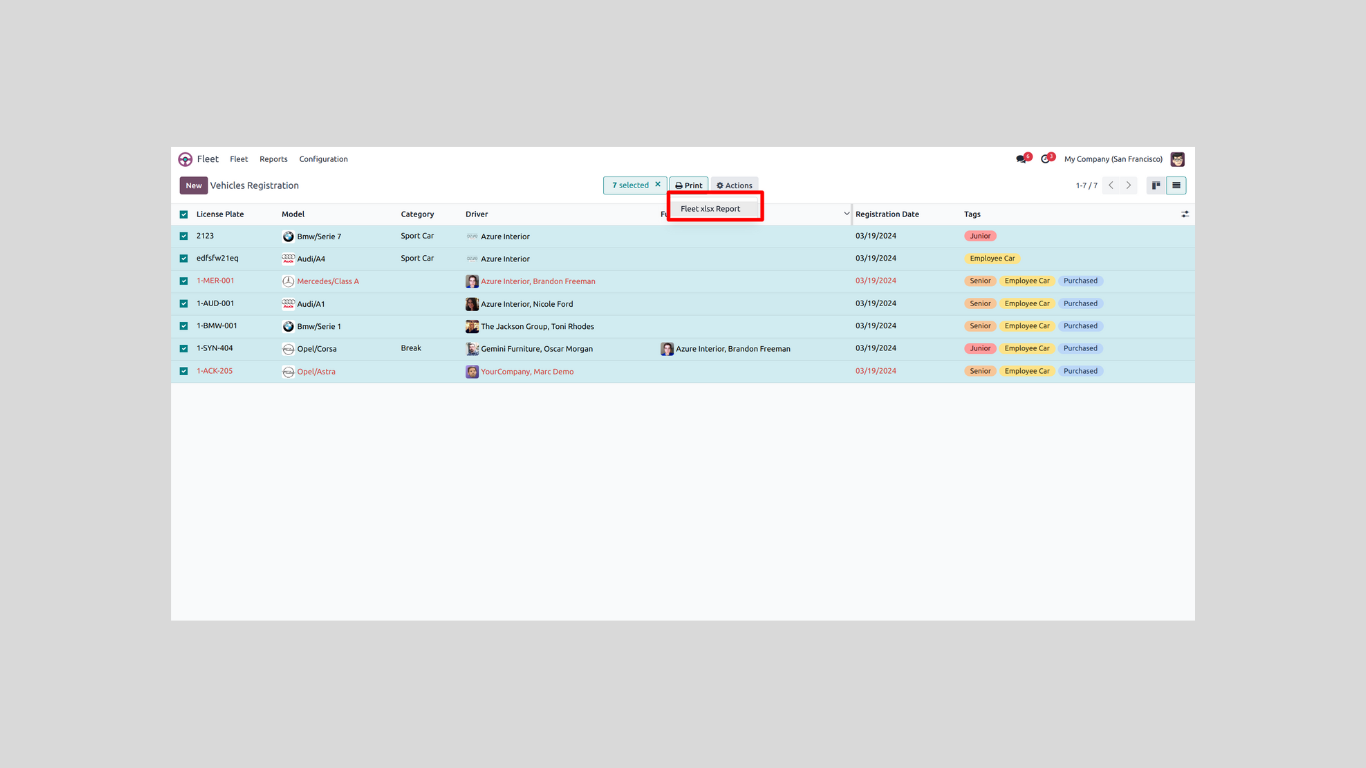 Fleet Fleet Reports Configuration 6 2 My Company (San Francisco)
New Vehicles Registration 7 selected × Print Actions 1-7 / 7
Fleet xlsx Report
License Plate Model Category Driver Registration Date Tags
2123 Bmw/Serie 7 Sport Car Azure Interior 03/19/2024 Junior
edfsfw21eq Audi/A4 Sport Car Azure Interior 03/19/2024 Employee Car
1-MER-001 Mercedes/Class A Azure Interior, Brandon Freeman 03/19/2024 Senior Employee Car Purchased
1-AUD-001 Audi/A1 Azure Interior, Nicole Ford 03/19/2024 Senior Employee Car Purchased
1-BMW-001 Bmw/Serie 1 The Jackson Group, Toni Rhodes 03/19/2024 Senior Employee Car Purchased
1-SYN-404 Opel/Corsa Break Gemini Furniture, Oscar Morgan Azure Interior, Brandon Freeman 03/19/2024 Junior Employee Car Purchased
1-ACK-205 Opel/Astra YourCompany, Marc Demo 03/19/2024 Senior Employee Car Purchased